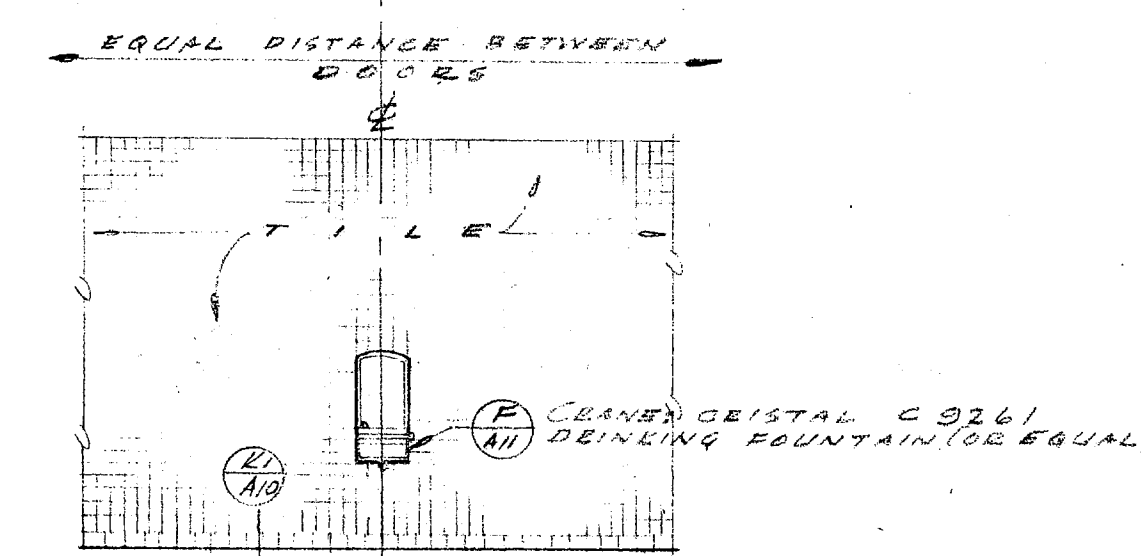 EQUAL DISTANCE BETWEEN
DOORS
℄
TILE
F
A11
CRANE CRISTAL C 9261
DRINKING FOUNTAIN (OR EQUAL
K1
A10